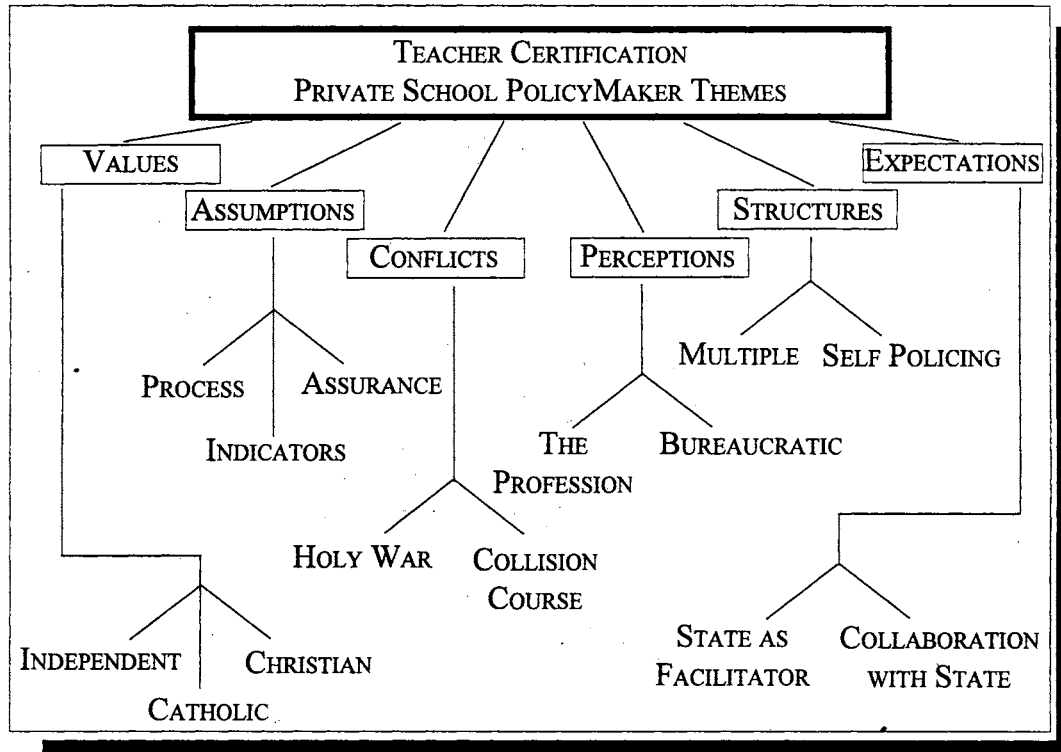 TEACHER CERTIFICATION
PRIVATE SCHOOL POLICYMAKER THEMES
VALUES
EXPECTATIONS
ASSUMPTIONS
STRUCTURES
CONFLICTS
PERCEPTIONS
MULTIPLE
SELF POLICING
PROCESS
ASSURANCE
INDICATORS
THE
PROFESSION
BUREAUCRATIC
HOLY WAR
COLLISION
COURSE
INDEPENDENT
CHRISTIAN
CATHOLIC
STATE AS
FACILITATOR
COLLABORATION
WITH STATE